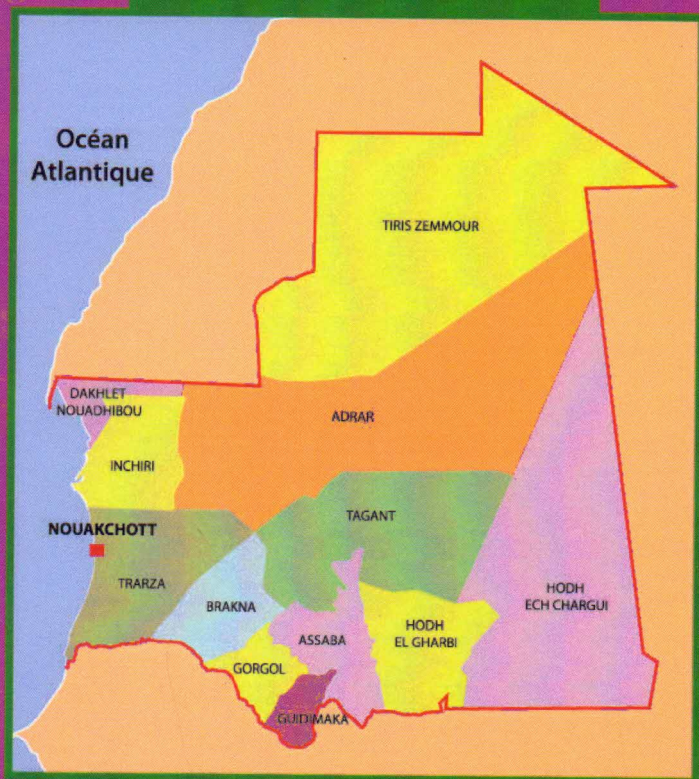 Océan
Atlantique
TIRIS ZEMMOUR
DAKHLET
NOUADHIBOU
ADRAR
INCHIRI
TAGANT
NOUAKCHOTT
TRARZA
HODH
ECH CHARGUI
BRAKNA
HODH
EL GHARBI
ASSABA
GORGOL
GUIDIMAKA